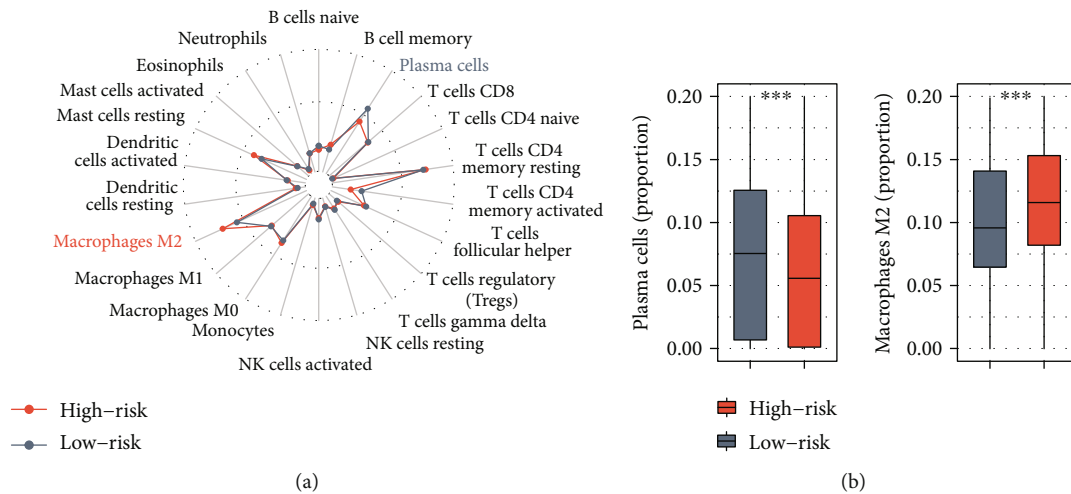 B cells naive
B cell memory
Plasma cells
T cells CD8
T cells CD4 naive
T cells CD4
memory resting
T cells CD4
memory activated
T cells
follicular helper
T cells regulatory
(Tregs)
T cells gamma delta
NK cells resting
NK cells activated
Monocytes
Macrophages M0
Macrophages M1
Macrophages M2
Dendritic
cells resting
Dendritic
cells activated
Mast cells resting
Mast cells activated
Eosinophils
Neutrophils
High−risk
Low−risk
(a)
Plasma cells (proportion)
0.20
0.15
0.10
0.05
0.00
***
Macrophages M2 (proportion)
0.20
0.15
0.10
0.05
0.00
***
High−risk
Low−risk
(b)